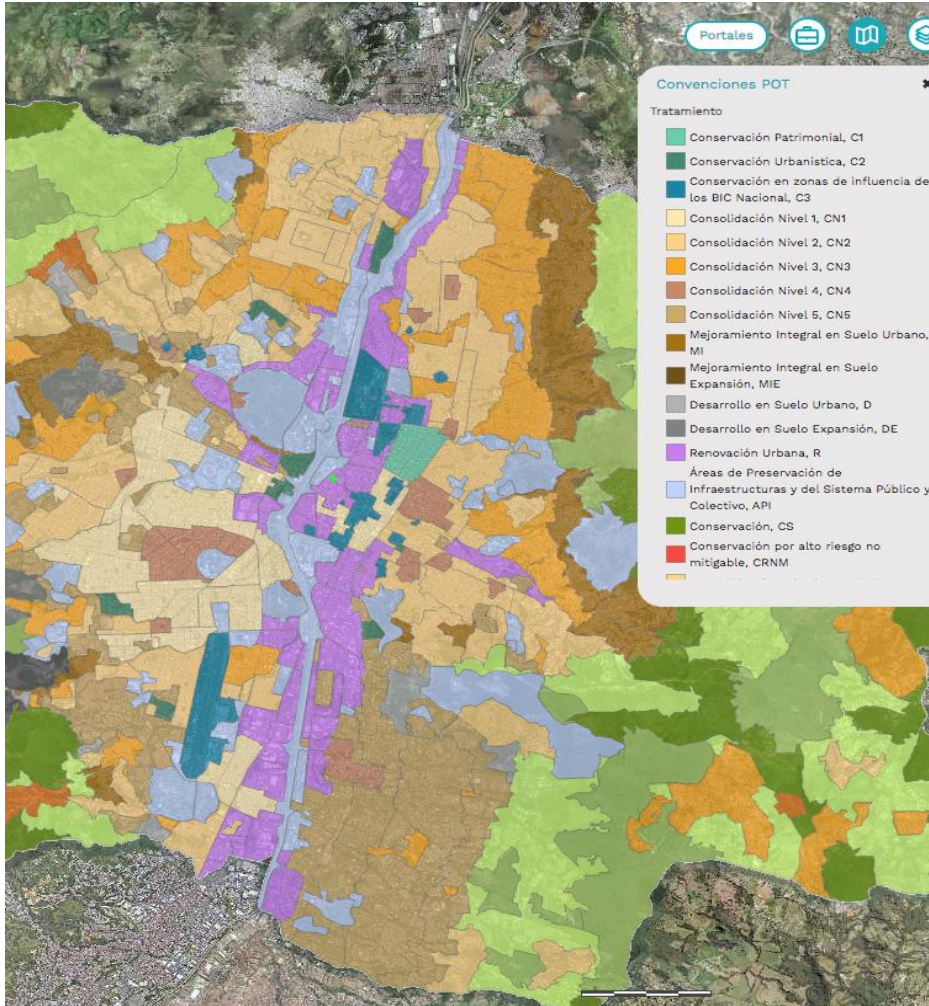 Portales
Convenciones POT
Tratamiento
Conservación Patrimonial, C1
Conservación Urbanística, C2
Conservación en zonas de influencia de
los BIC Nacional, C3
Consolidación Nivel 1, CN1
Consolidación Nivel 2, CN2
Consolidación Nivel 3, CN3
Consolidación Nivel 4, CN4
Consolidación Nivel 5, CN5
Mejoramiento Integral en Suelo Urbano,
MI
Mejoramiento Integral en Suelo
Expansión, MIE
Desarrollo en Suelo Urbano, D
Desarrollo en Suelo Expansión, DE
Renovación Urbana, R
Áreas de Preservación de
Infraestructuras y del Sistema Público y
Colectivo, API
Conservación, CS
Conservación por alto riesgo no
mitigable, CRNM